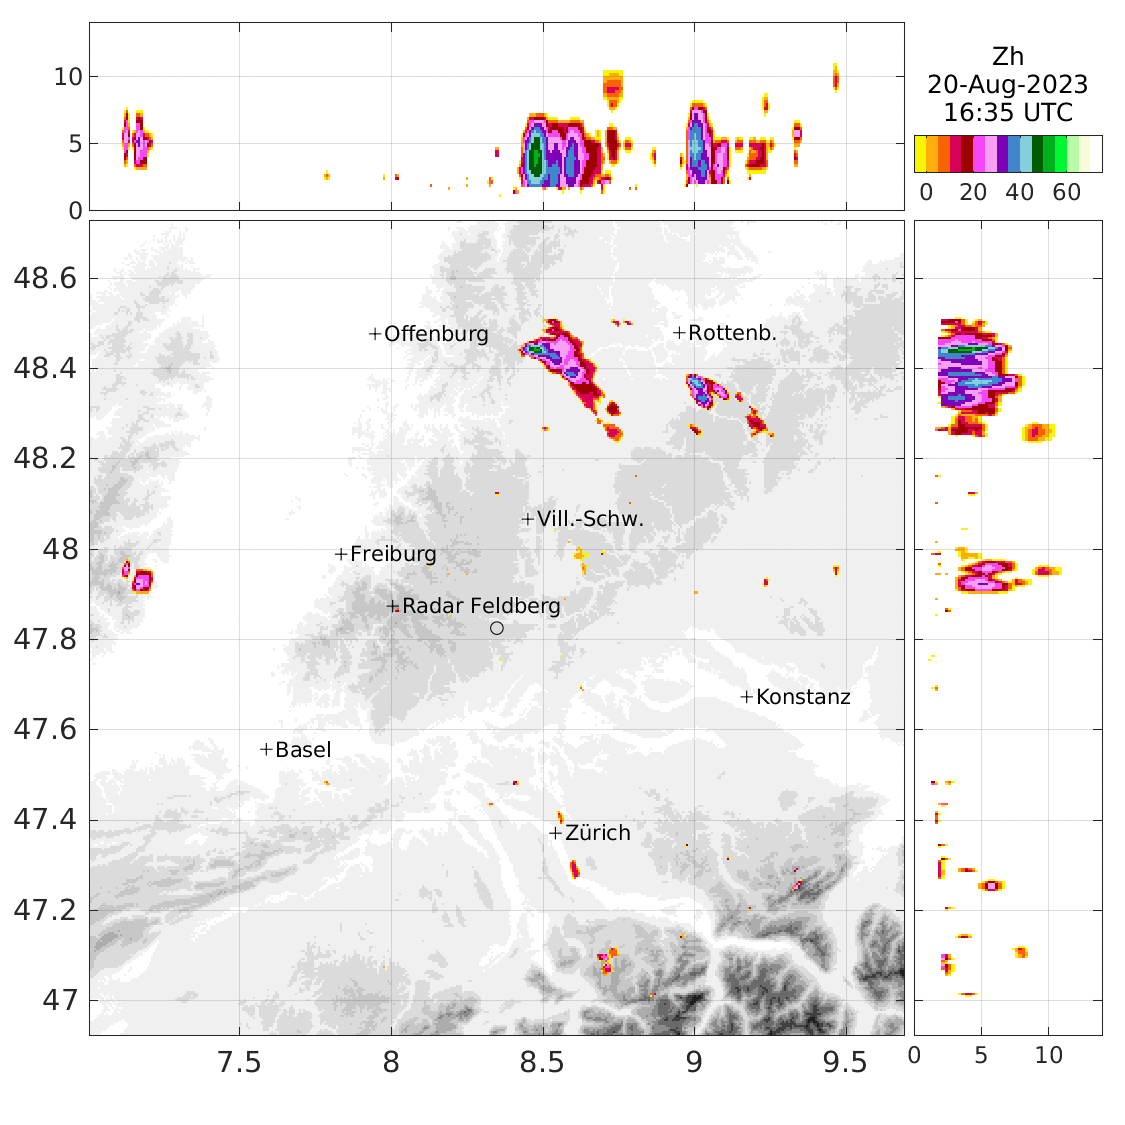 10
5
0
Zh
20-Aug-2023
16:35 UTC
0 20 40 60
48.6
48.4
48.2
48
47.8
47.6
47.4
47.2
47
Offenburg
Rottenb.
Vill.-Schw.
Freiburg
Radar Feldberg
Konstanz
Basel
Zürich
7.5 8 8.5 9 9.5
0 5 10